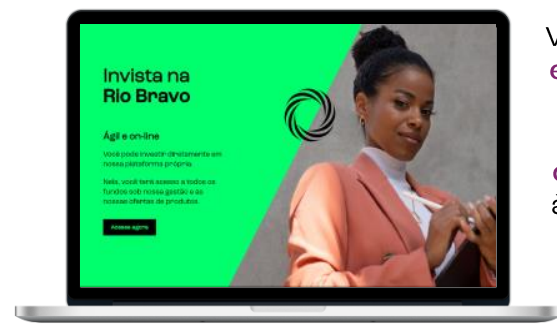 Invista na
Rio Bravo
Ágil e on-line
Você pode investir diretamente em
nossa plataforma própria.
Nela, você terá acesso a todos os
fundos sob nossa gestão e as
nossas ofertas de produtos.
Acesse agora
V
e
à